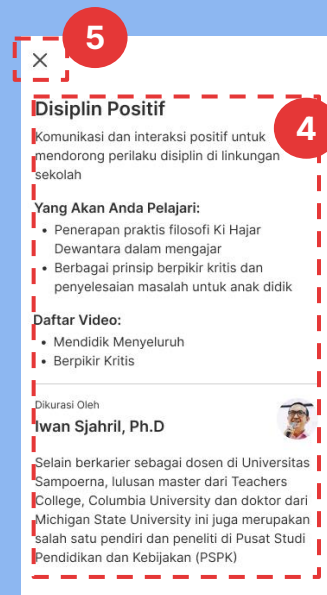 5
4
Disiplin Positif
Komunikasi dan interaksi positif untuk
mendorong perilaku disiplin di linkungan
sekolah
Yang Akan Anda Pelajari:
• Penerapan praktis filosofi Ki Hajar
Dewantara dalam mengajar
• Berbagai prinsip berpikir kritis dan
penyelesaian masalah untuk anak didik
Daftar Video:
• Mendidik Menyeluruh
• Berpikir Kritis
Dikurasi Oleh
Iwan Sjahril, Ph.D
Selain berkarier sebagai dosen di Universitas
Sampoerna, lulusan master dari Teachers
College, Columbia University dan doktor dari
Michigan State University ini juga merupakan
salah satu pendiri dan peneliti di Pusat Studi
Pendidikan dan Kebijakan (PSPK)